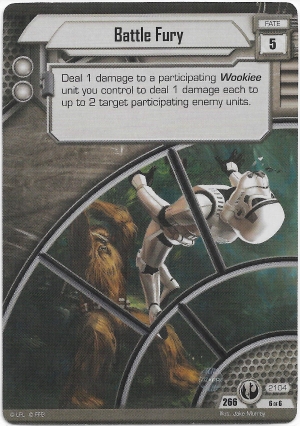 Battle Fury
FATE
5
Deal 1 damage to a participating Wookiee
unit you control to deal 1 damage each to
up to 2 target participating enemy units.
2104
266
6 of 6
© LFL © FFG
Illus. Jake Murray